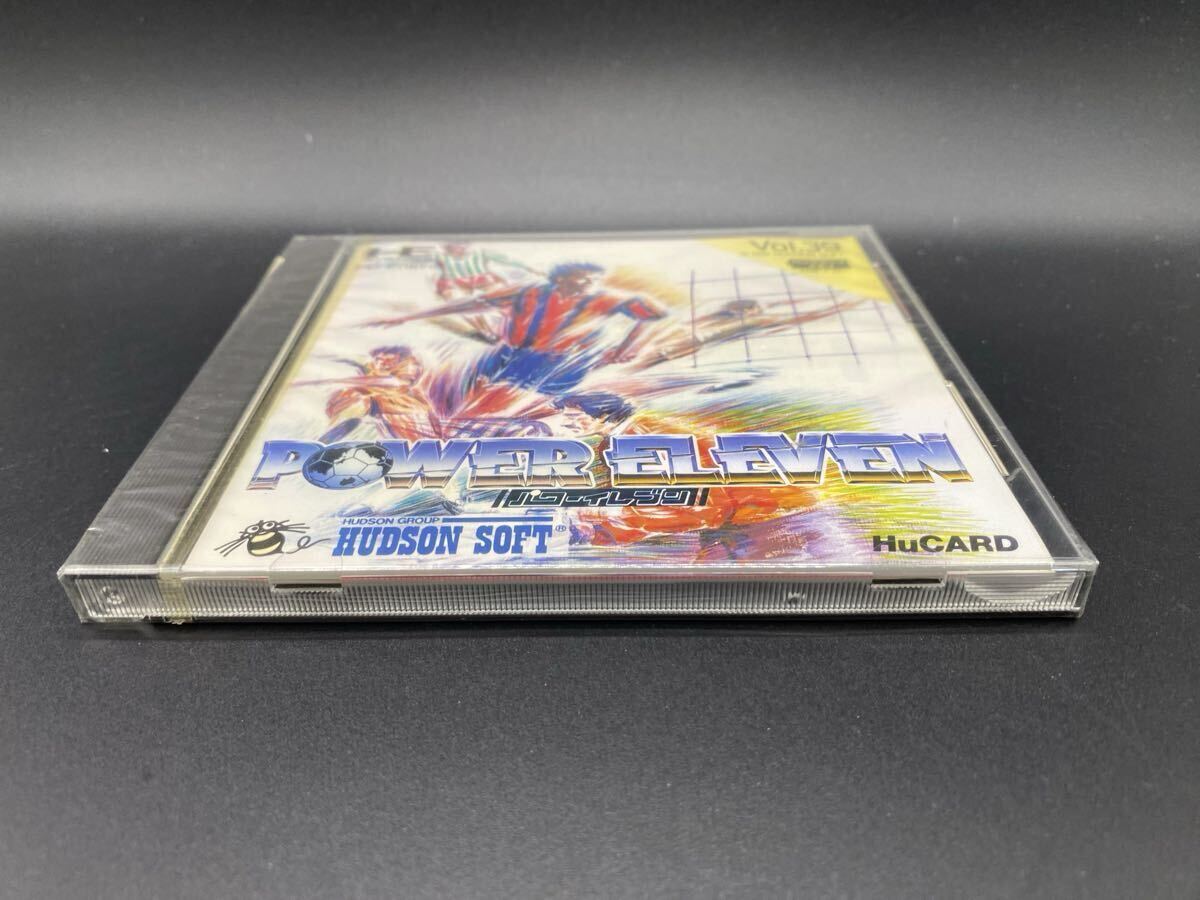 Vol.39
POWER ELEVEN
パワーイレブン
HUDSON GROUP
HUDSON SOFT®
HuCARD